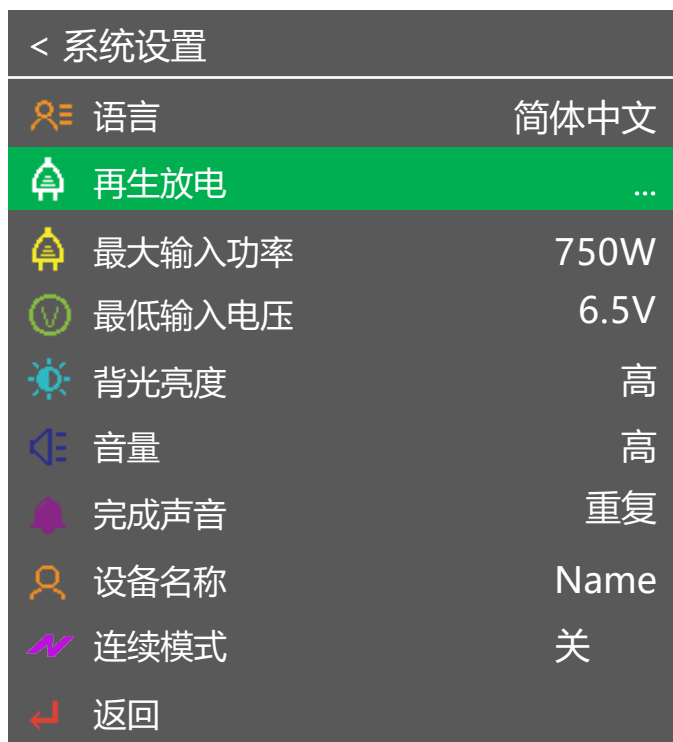 < 系统设置
语言 简体中文
再生放电 ...
最大输入功率 750W
最低输入电压 6.5V
背光亮度 高
音量 高
完成声音 重复
设备名称 Name
连续模式 关
返回